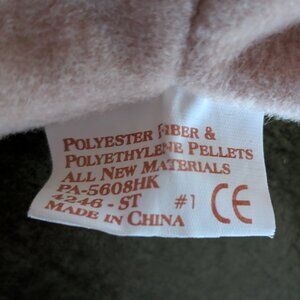 POLYESTER FIBER &
POLYETHYLENE PELLETS
ALL NEW MATERIALS
PA-5608HK
4246 - ST #1 CE
MADE IN CHINA